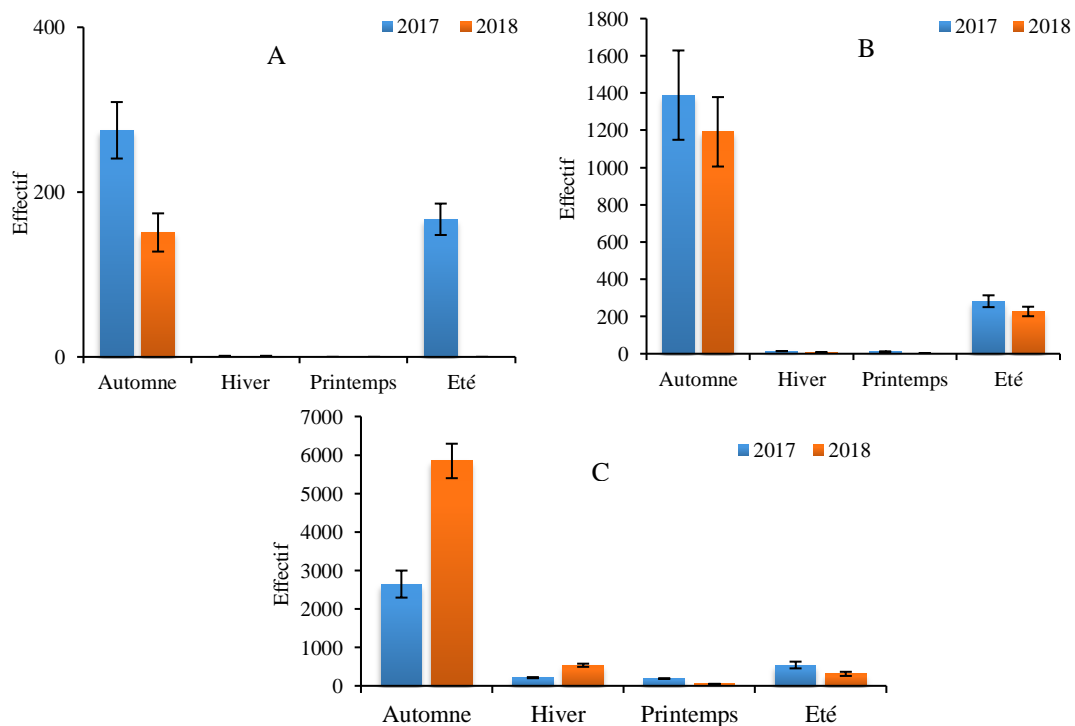 2017 2018
A
400
200
0
Effectif
Automne Hiver Printemps Eté
2017 2018
B
1800
1600
1400
1200
1000
800
600
400
200
0
Effectif
Automne Hiver Printemps Eté
2017 2018
C
7000
6000
5000
4000
3000
2000
1000
0
Effectif
Automne Hiver Printemps Eté